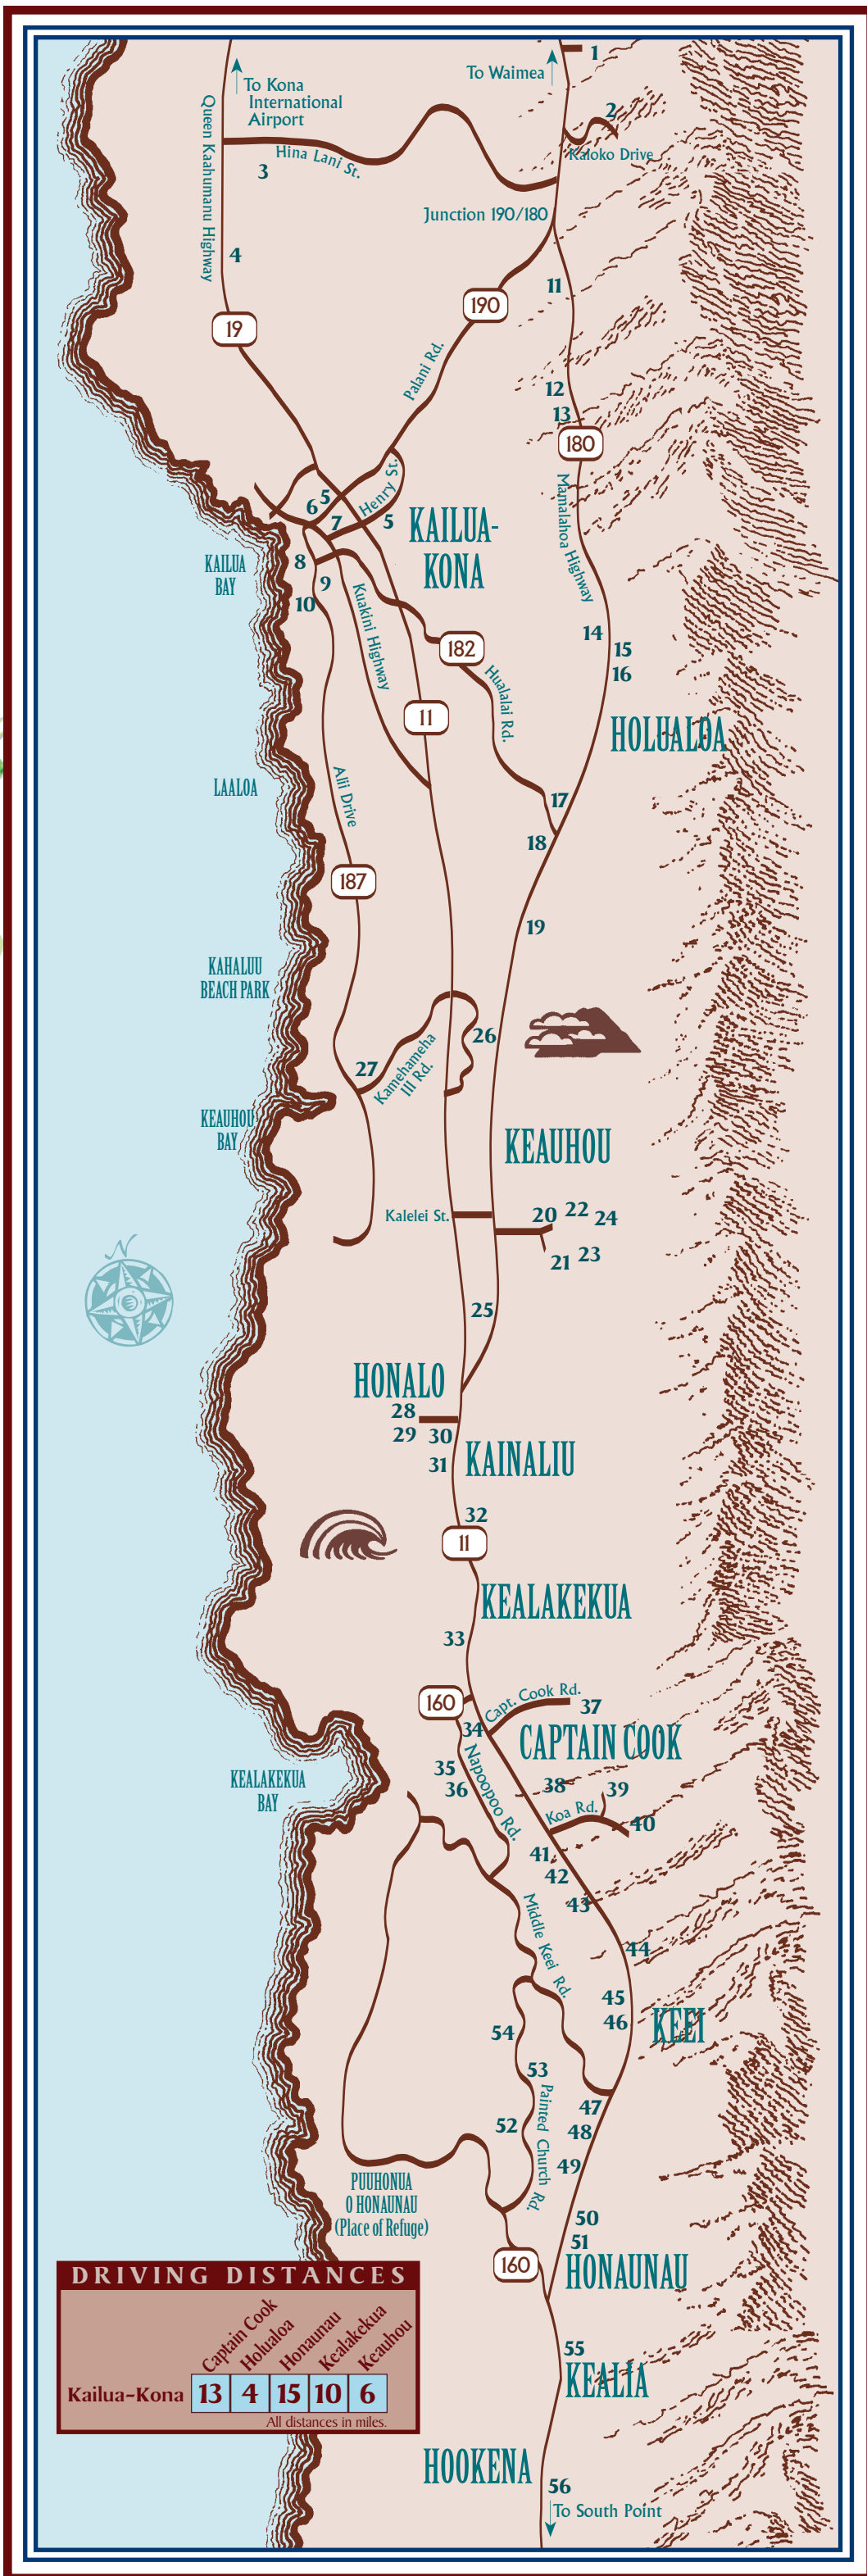 1
To Waimea
To Kona
International
Airport
2
Queen Kaahumanu Highway
Hina Lani St.
Kaloko Drive
3
Junction 190/180
4
11
190
19
Palani Rd.
12
13
180
Henry St.
5
6
7
5
KAILUA-
KONA
Mamalahoa Highway
KAILUA
BAY
8
9
10
Kuakini Highway
14
15
16
182
Hualalai Rd.
11
HOLUALOA
LAALOA
Alii Drive
17
18
187
19
KAHALUU
BEACH PARK
26
27
Kamehameha
III Rd.
KEAUHOU
BAY
KEAUHOU
Kalelei St.
20
22
24
21
23
N
25
HONALO
28
29
30
31
KAINALIU
32
11
KEALAKEKUA
33
160
Capt. Cook Rd.
37
34
CAPTAIN COOK
35
36
Napoopoo Rd.
KEALAKEKUA
BAY
38
39
Koa Rd.
40
41
42
43
Middle Keei Rd.
44
45
46
KEEI
54
53
Painted Church Rd.
47
48
52
49
PUUHONUA
O HONAUNAU
(Place of Refuge)
50
51
160
HONAUNAU
DRIVING DISTANCES
Captain Cook
Holualoa
Honaunau
Kealakekua
Keauhou
Kailua-Kona 13 4 15 10 6
All distances in miles.
55
KEALIA
HOOKENA
56
To South Point